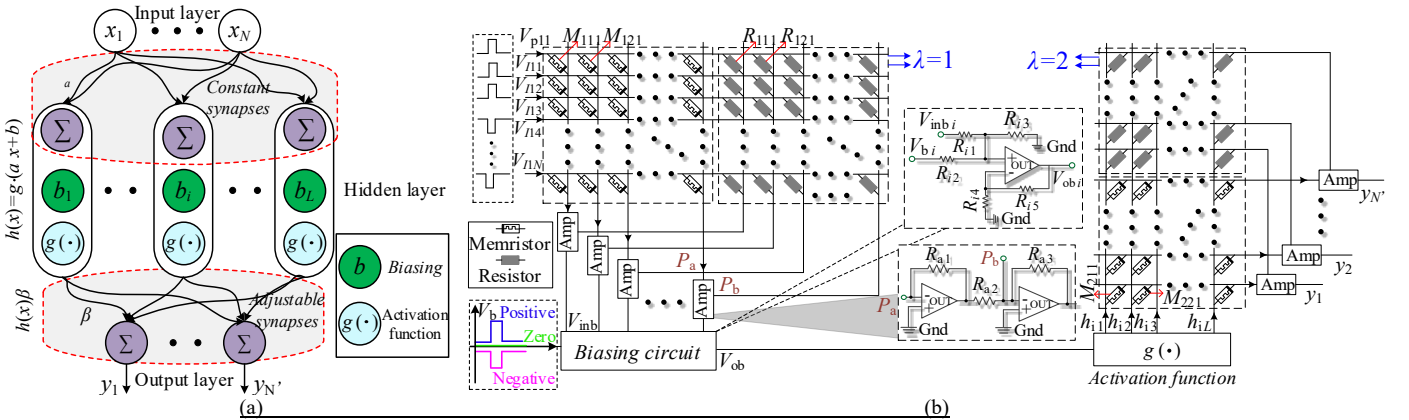 Input layer
x1
xN
a
Constant
synapses
Σ
Σ
Σ
h(x)=g·(a x+b)
b1
bi
bL
Hidden layer
g(·)
g(·)
g(·)
b
Biasing
g(·)
Activation
function
h(x)β
β
Adjustable
synapses
Σ
Σ
y1
Output layer
yN'
(a)
Vp11
M111
M121
R111
R121
λ=1
VI11
VI12
VI13
VI14
VI1N
Amp
Amp
Amp
Amp
Memristor
Resistor
Pa
Pb
Vb
Positive
Zero
Negative
Vinb
Biasing circuit
Vob
Vinb i
Ri1
Ri3
Gnd
Vb i
Ri2
+
OUT
−
Vob i
Ri4
Ri5
Gnd
Pb
Ra1
Ra3
Pa
Ra2
OUT
OUT
Gnd
Gnd
λ=2
Amp
yN'
Amp
y2
Amp
y1
M211
M221
hi1
hi2
hi3
hiL
g(·)
Activation function
(b)